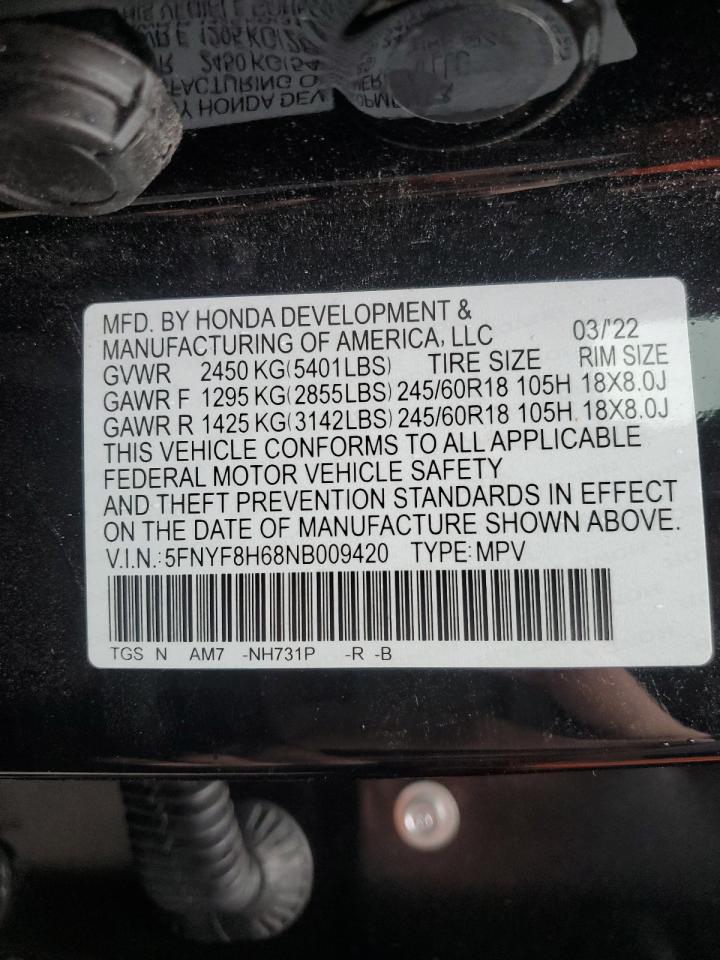 MFD. BY HONDA DEVELOPMENT &
MANUFACTURING OF AMERICA, LLC 03/'22
GVWR 2450 KG(5401LBS) TIRE SIZE RIM SIZE
GAWR F 1295 KG(2855LBS) 245/60R18 105H 18X8.0J
GAWR R 1425 KG(3142LBS) 245/60R18 105H 18X8.0J
THIS VEHICLE CONFORMS TO ALL APPLICABLE
FEDERAL MOTOR VEHICLE SAFETY
AND THEFT PREVENTION STANDARDS IN EFFECT
ON THE DATE OF MANUFACTURE SHOWN ABOVE.
V.I.N.: 5FNYF8H68NB009420 TYPE: MPV
TGS N AM7 -NH731P -R -B